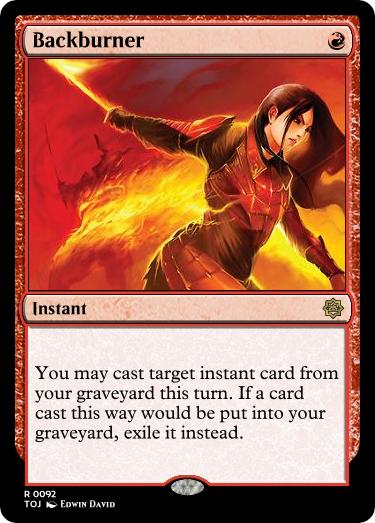 Backburner
Instant
You may cast target instant card from
your graveyard this turn. If a card
cast this way would be put into your
graveyard, exile it instead.
R 0092
TOJ Edwin David